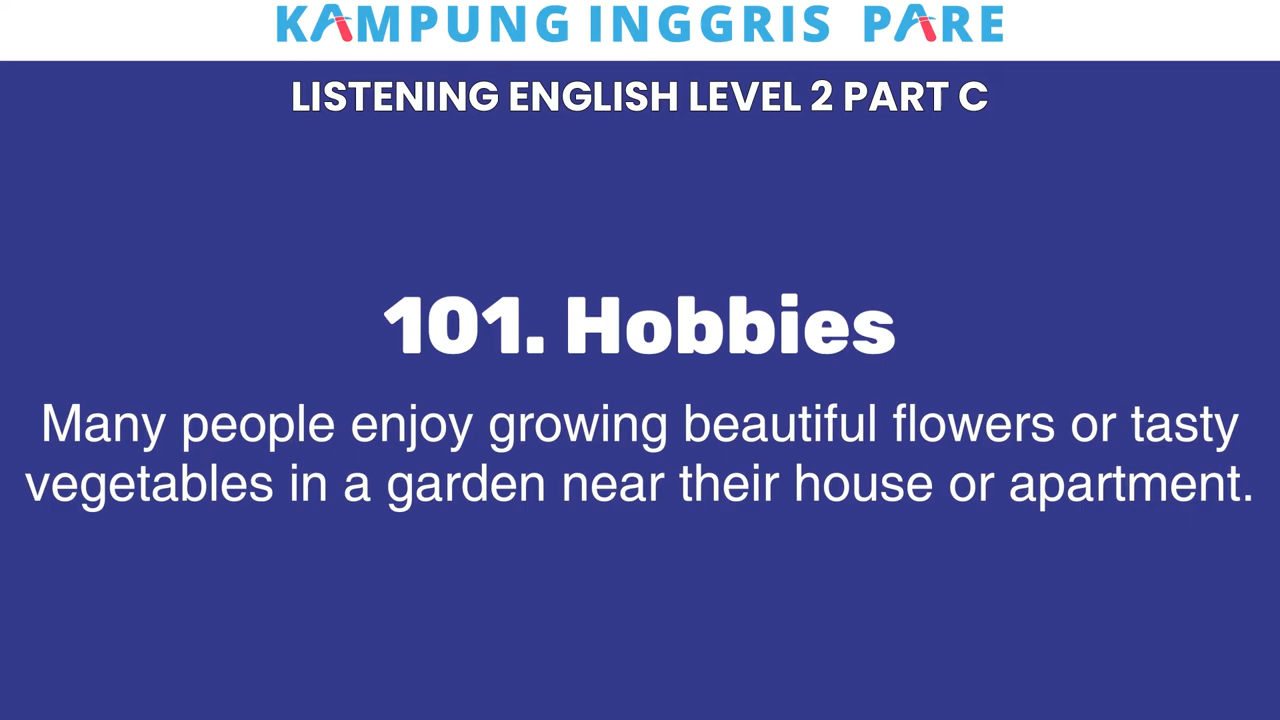 KAMPUNG INGGRIS PARE
LISTENING ENGLISH LEVEL 2 PART C
101. Hobbies
Many people enjoy growing beautiful flowers or tasty
vegetables in a garden near their house or apartment.